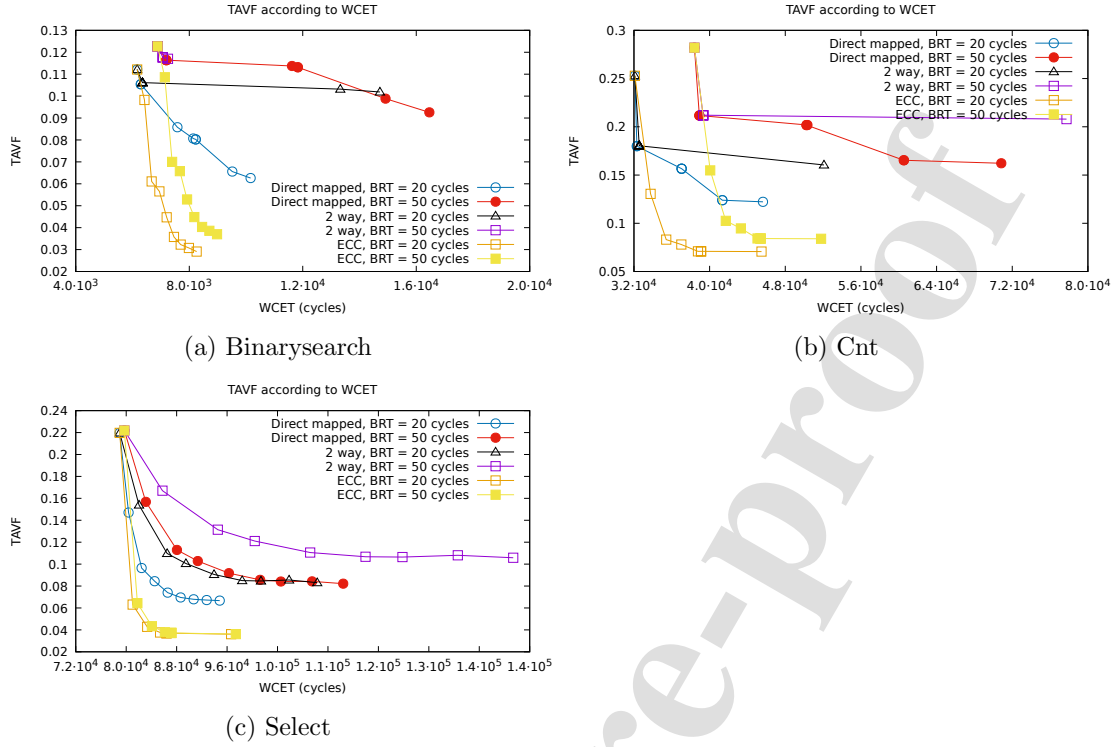 TAVF according to WCET
0.13
0.12
0.11
0.1
0.09
0.08
0.07
0.06
0.05
0.04
0.03
0.02
TAVF
Direct mapped, BRT = 20 cycles
Direct mapped, BRT = 50 cycles
2 way, BRT = 20 cycles
2 way, BRT = 50 cycles
ECC, BRT = 20 cycles
ECC, BRT = 50 cycles
4.0·10³ 8.0·10³ 1.2·10⁴ 1.6·10⁴ 2.0·10⁴
WCET (cycles)
(a) Binarysearch
TAVF according to WCET
0.3
0.25
0.2
0.15
0.1
0.05
TAVF
Direct mapped, BRT = 20 cycles
Direct mapped, BRT = 50 cycles
2 way, BRT = 20 cycles
2 way, BRT = 50 cycles
ECC, BRT = 20 cycles
ECC, BRT = 50 cycles
3.2·10⁴ 4.0·10⁴ 4.8·10⁴ 5.6·10⁴ 6.4·10⁴ 7.2·10⁴ 8.0·10⁴
WCET (cycles)
(b) Cnt
TAVF according to WCET
0.24
0.22
0.2
0.18
0.16
0.14
0.12
0.1
0.08
0.06
0.04
0.02
TAVF
Direct mapped, BRT = 20 cycles
Direct mapped, BRT = 50 cycles
2 way, BRT = 20 cycles
2 way, BRT = 50 cycles
ECC, BRT = 20 cycles
ECC, BRT = 50 cycles
7.2·10⁴ 8.0·10⁴ 8.8·10⁴ 9.6·10⁴ 1.0·10⁵ 1.1·10⁵ 1.2·10⁵ 1.3·10⁵ 1.4·10⁵ 1.4·10⁵
WCET (cycles)
(c) Select
re-proof